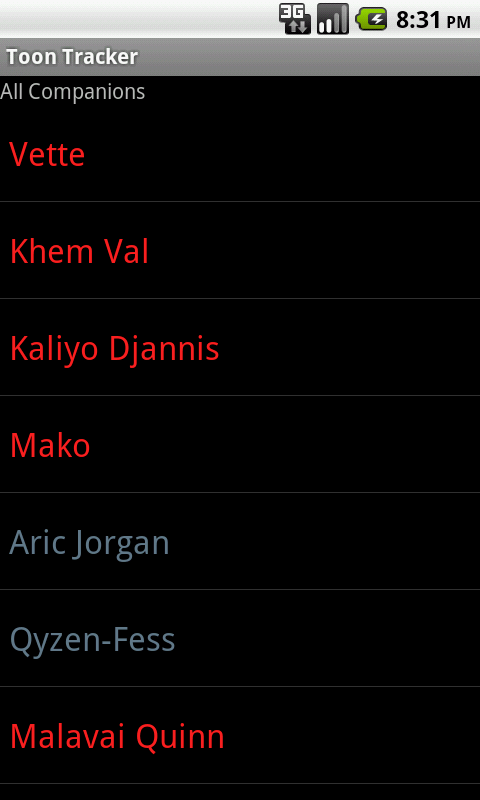 3G 8:31 PM
Toon Tracker
All Companions
Vette
Khem Val
Kaliyo Djannis
Mako
Aric Jorgan
Qyzen-Fess
Malavai Quinn